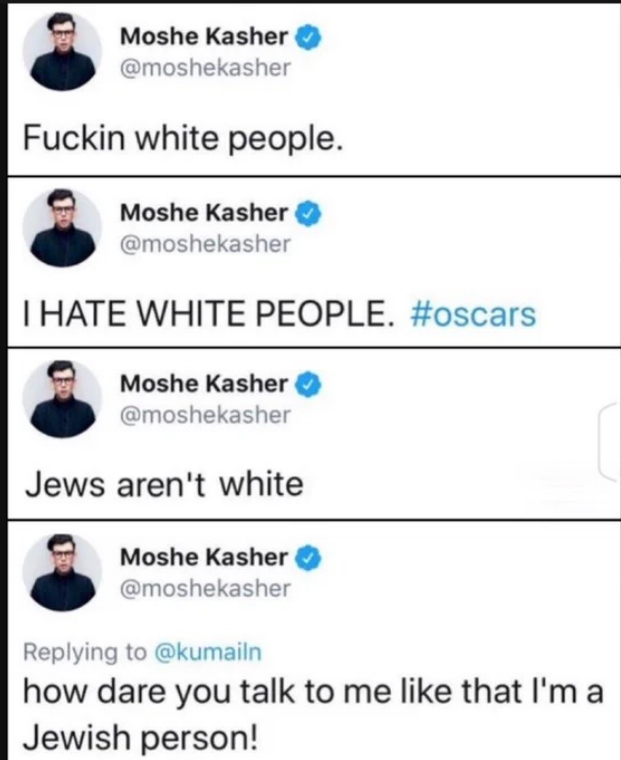 Moshe Kasher
@moshekasher
Fuckin white people.
Moshe Kasher
@moshekasher
I HATE WHITE PEOPLE. #oscars
Moshe Kasher
@moshekasher
Jews aren't white
Moshe Kasher
@moshekasher
Replying to @kumailn
how dare you talk to me like that I'm a
Jewish person!